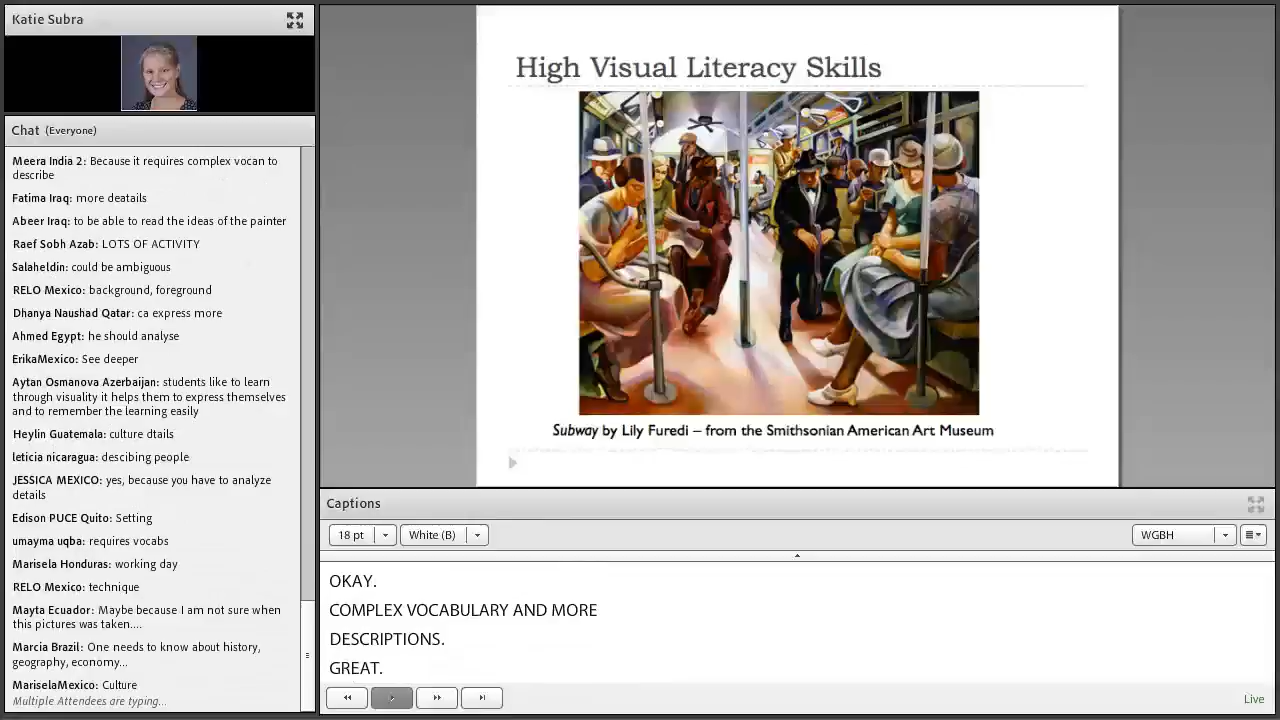 Katie Subra
Chat (Everyone)
Meera India 2: Because it requires complex vocan to
describe
Fatima Iraq: more deatails
Abeer Iraq: to be able to read the ideas of the painter
Raef Sobh Azab: LOTS OF ACTIVITY
Salaheldin: could be ambiguous
RELO Mexico: background, foreground
Dhanya Naushad Qatar: ca express more
Ahmed Egypt: he should analyse
ErikaMexico: See deeper
Aytan Osmanova Azerbaijan: students like to learn
through visuality it helps them to express themselves
and to remember the learning easily
Heylin Guatemala: culture dtails
leticia nicaragua: descibing people
JESSICA MEXICO: yes, because you have to analyze
details
Edison PUCE Quito: Setting
umayma uqba: requires vocabs
Marisela Honduras: working day
RELO Mexico: technique
Mayta Ecuador: Maybe because I am not sure when
this pictures was taken....
Marcia Brazil: One needs to know about history,
geography, economy...
MariselaMexico: Culture
Multiple Attendees are typing...
High Visual Literacy Skills
Subway by Lily Furedi – from the Smithsonian American Art Museum
Captions
18 pt
White (B)
WGBH
OKAY.
COMPLEX VOCABULARY AND MORE
DESCRIPTIONS.
GREAT.
Live